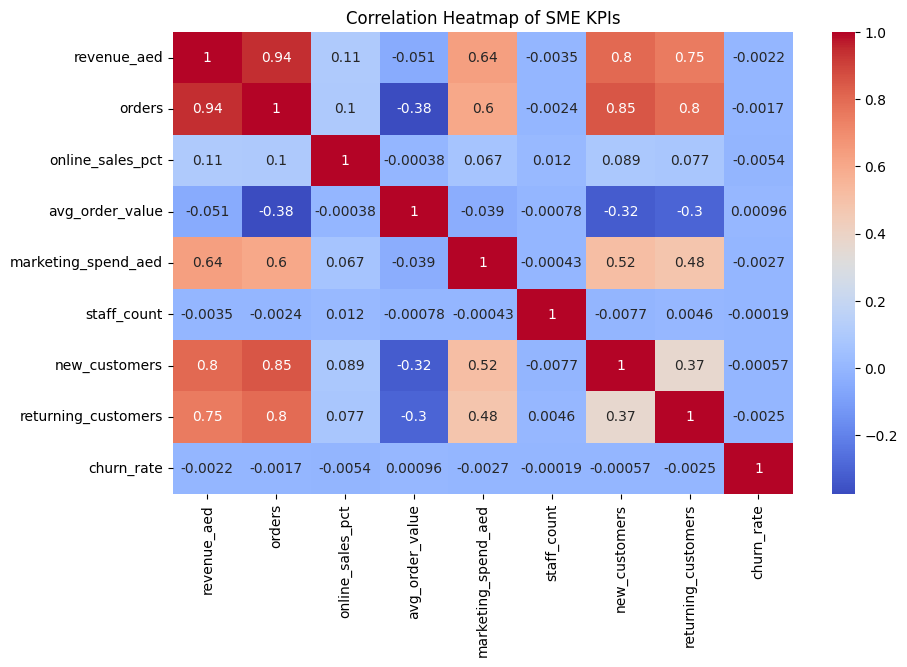 Correlation Heatmap of SME KPIs
revenue_aed 1 0.94 0.11 -0.051 0.64 -0.0035 0.8 0.75 -0.0022
orders 0.94 1 0.1 -0.38 0.6 -0.0024 0.85 0.8 -0.0017
online_sales_pct 0.11 0.1 1 -0.00038 0.067 0.012 0.089 0.077 -0.0054
avg_order_value -0.051 -0.38 -0.00038 1 -0.039 -0.00078 -0.32 -0.3 0.00096
marketing_spend_aed 0.64 0.6 0.067 -0.039 1 -0.00043 0.52 0.48 -0.0027
staff_count -0.0035 -0.0024 0.012 -0.00078 -0.00043 1 -0.0077 0.0046 -0.00019
new_customers 0.8 0.85 0.089 -0.32 0.52 -0.0077 1 0.37 -0.00057
returning_customers 0.75 0.8 0.077 -0.3 0.48 0.0046 0.37 1 -0.0025
churn_rate -0.0022 -0.0017 -0.0054 0.00096 -0.0027 -0.00019 -0.00057 -0.0025 1
revenue_aed
orders
online_sales_pct
avg_order_value
marketing_spend_aed
staff_count
new_customers
returning_customers
churn_rate
1.0
0.8
0.6
0.4
0.2
0.0
−0.2